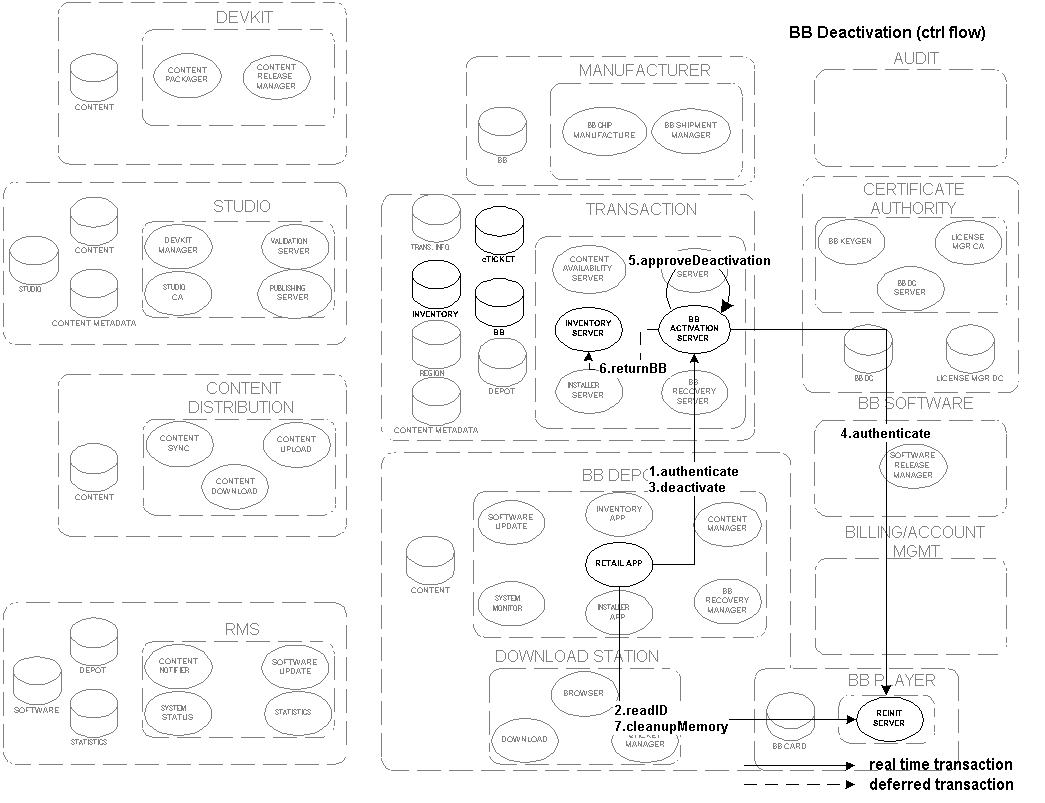 BB Deactivation (ctrl flow)
DEVKIT
CONTENT
CONTENT
PACKAGER
CONTENT
RELEASE
MANAGER
STUDIO
STUDIO
CONTENT
CONTENT METADATA
DEVKIT
MANAGER
VALIDATION
SERVER
STUDIO
CA
PUBLISHING
SERVER
CONTENT
DISTRIBUTION
CONTENT
CONTENT
SYNC
CONTENT
UPLOAD
CONTENT
DOWNLOAD
RMS
SOFTWARE
DEPOT
STATISTICS
CONTENT
NOTIFIER
SOFTWARE
UPDATE
SYSTEM
STATUS
STATISTICS
MANUFACTURER
BB
BB CHIP
MANUFACTURE
BB SHIPMENT
MANAGER
TRANSACTION
TRANS. INFO
eTICKET
INVENTORY
BB
REGION
DEPOT
CONTENT METADATA
CONTENT
AVAILABILITY
SERVER
5.approveDeactivation
SERVER
INVENTORY
SERVER
BB
ACTIVATION
SERVER
6.returnBB
INSTALLER
SERVER
BB
RECOVERY
SERVER
1.authenticate
3.deactivate
CONTENT
SOFTWARE
UPDATE
INVENTORY
APP
CONTENT
MANAGER
RETAIL APP
SYSTEM
MONITOR
INSTALLER
APP
BB
RECOVERY
MANAGER
DOWNLOAD STATION
BROWSER
DOWNLOAD
2.readID
7.cleanupMemory
MANAGER
AUDIT
CERTIFICATE
AUTHORITY
BB KEYGEN
LICENSE
MGR CA
BB DC
SERVER
BB DC
LICENSE MGR DC
BB SOFTWARE
4.authenticate
SOFTWARE
RELEASE
MANAGER
BILLING/ACCOUNT
MGMT
BB PLAYER
BB CARD
REINIT
SERVER
real time transaction
deferred transaction